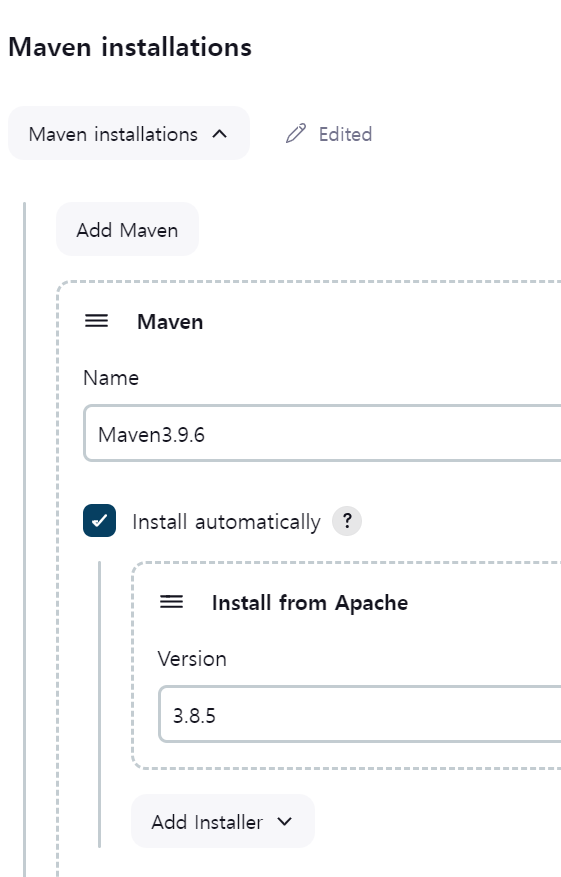 Maven installations
Maven installations
Edited
Add Maven
Maven
Name
Maven3.9.6
Install automatically ?
Install from Apache
Version
3.8.5
Add Installer